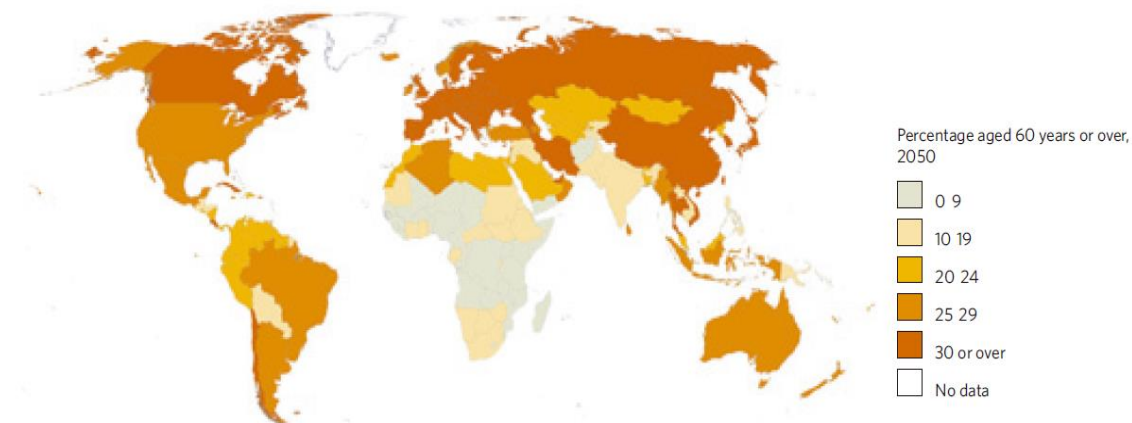 Percentage aged 60 years or over,
2050
0 9
10 19
20 24
25 29
30 or over
No data